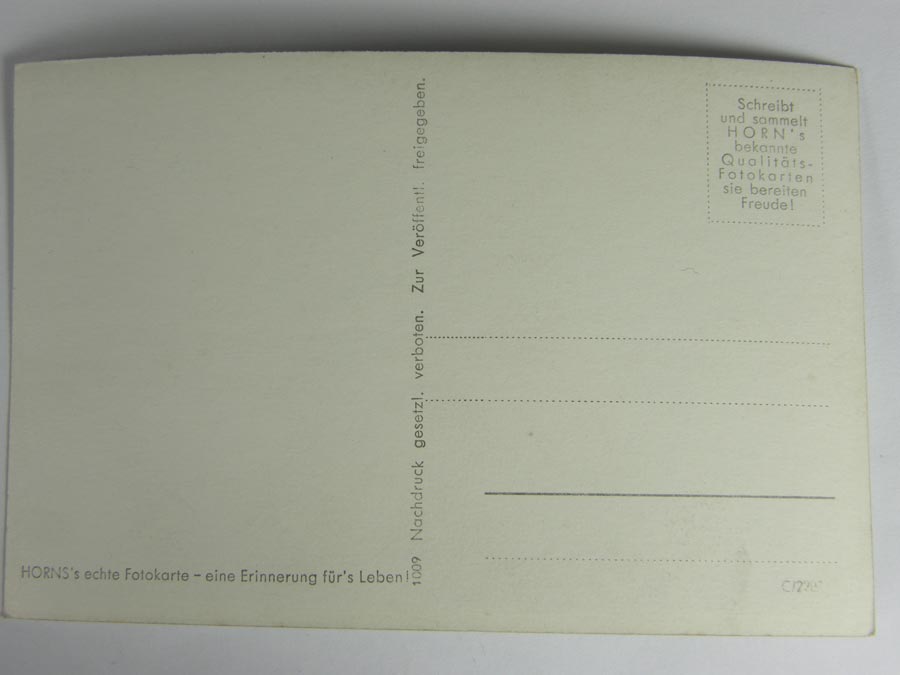 Schreibt
und sammelt
HORN's
bekannte
Qualitäts-
Fotokarten
sie bereiten
Freude!
1009 Nachdruck gesetzl. verboten. Zur Veröffentl. freigegeben.
HORNS's echte Fotokarte – eine Erinnerung für's Leben!